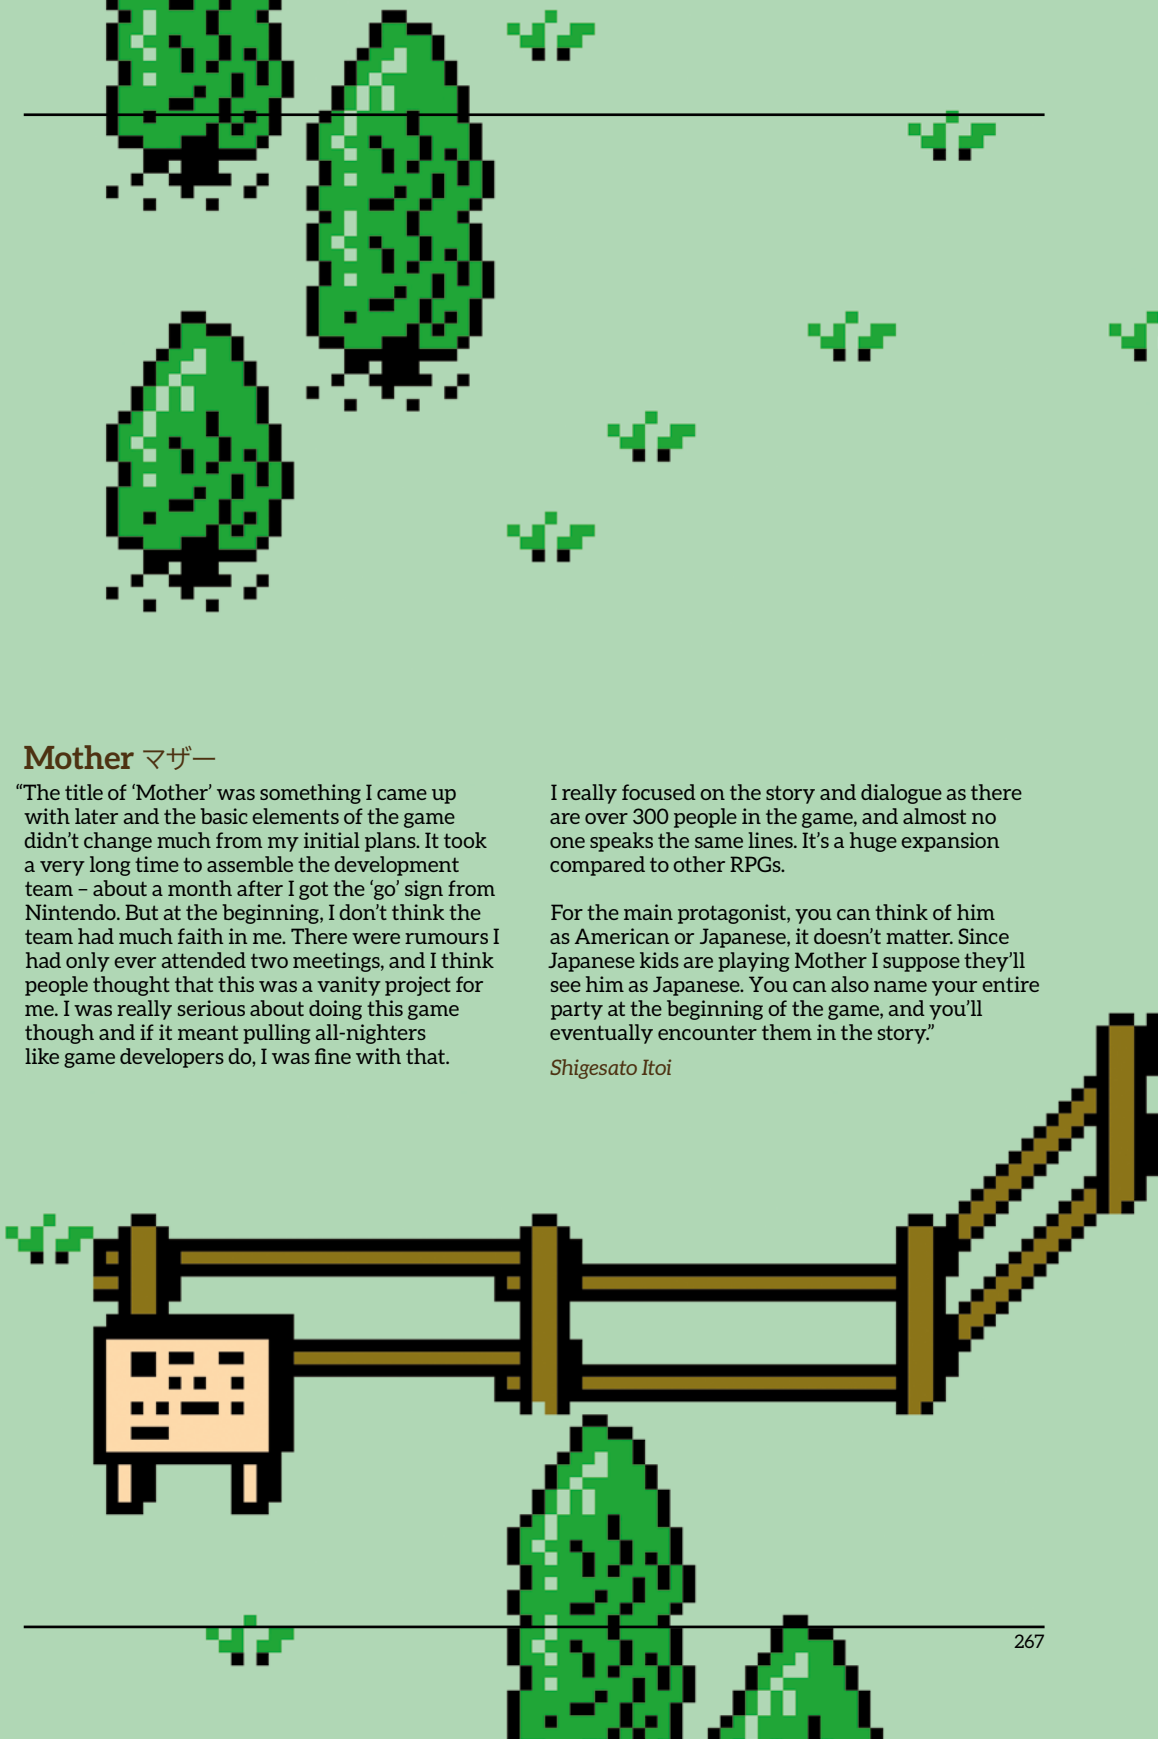 Mother マザー
“The title of ‘Mother’ was something I came up
with later and the basic elements of the game
didn’t change much from my initial plans. It took
a very long time to assemble the development
team – about a month after I got the ‘go’ sign from
Nintendo. But at the beginning, I don’t think the
team had much faith in me. There were rumours I
had only ever attended two meetings, and I think
people thought that this was a vanity project for
me. I was really serious about doing this game
though and if it meant pulling all-nighters
like game developers do, I was fine with that.
I really focused on the story and dialogue as there
are over 300 people in the game, and almost no
one speaks the same lines. It’s a huge expansion
compared to other RPGs.
For the main protagonist, you can think of him
as American or Japanese, it doesn’t matter. Since
Japanese kids are playing Mother I suppose they’ll
see him as Japanese. You can also name your entire
party at the beginning of the game, and you’ll
eventually encounter them in the story.”
Shigesato Itoi
267